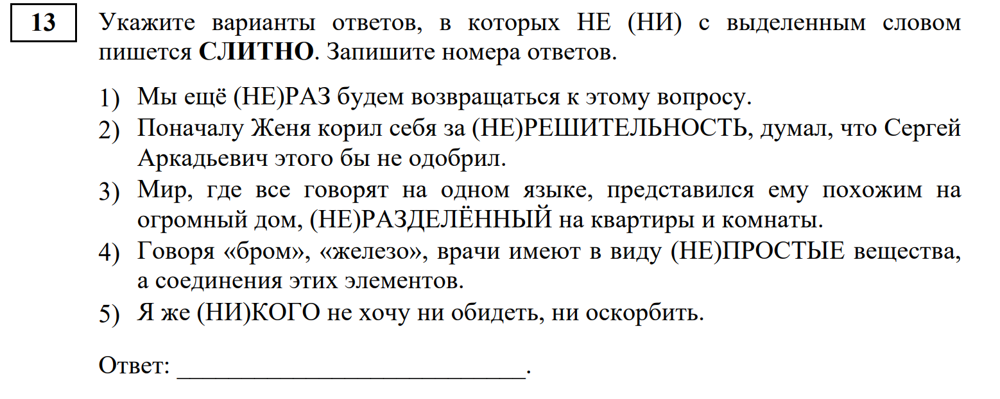 13 Укажите варианты ответов, в которых НЕ (НИ) с выделенным словом
пишется СЛИТНО. Запишите номера ответов.
1) Мы ещё (НЕ)РАЗ будем возвращаться к этому вопросу.
2) Поначалу Женя корил себя за (НЕ)РЕШИТЕЛЬНОСТЬ, думал, что Сергей
Аркадьевич этого бы не одобрил.
3) Мир, где все говорят на одном языке, представился ему похожим на
огромный дом, (НЕ)РАЗДЕЛЁННЫЙ на квартиры и комнаты.
4) Говоря «бром», «железо», врачи имеют в виду (НЕ)ПРОСТЫЕ вещества,
а соединения этих элементов.
5) Я же (НИ)КОГО не хочу ни обидеть, ни оскорбить.
Ответ: ___________________________.